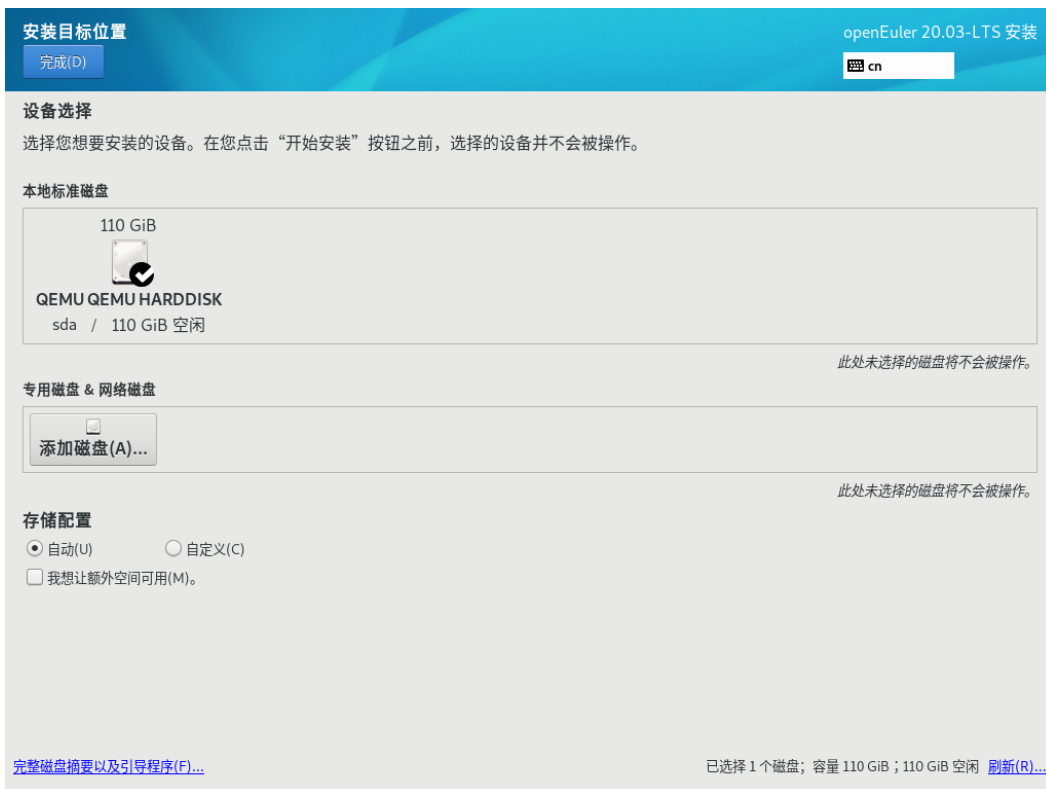 安装目标位置
openEuler 20.03-LTS 安装
完成(D)
cn
设备选择
选择您想要安装的设备。在您点击“开始安装”按钮之前，选择的设备并不会被操作。
本地标准磁盘
110 GiB
QEMU QEMU HARDDISK
sda / 110 GiB 空闲
此处未选择的磁盘将不会被操作。
专用磁盘 & 网络磁盘
添加磁盘(A)...
此处未选择的磁盘将不会被操作。
存储配置
自动(U) 自定义(C)
我想让额外空间可用(M)。
完整磁盘摘要以及引导程序(F)... 已选择 1 个磁盘；容量 110 GiB ；110 GiB 空闲 刷新(R)...